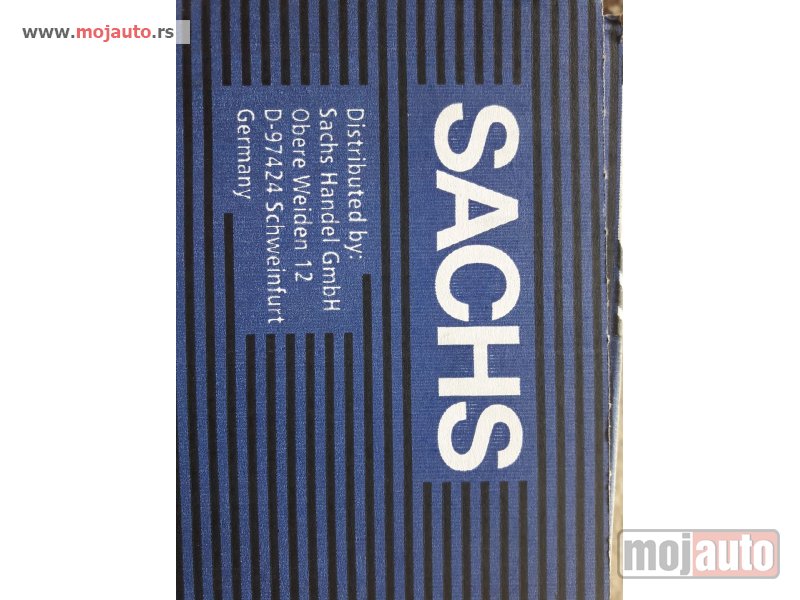 www.mojauto.rs
SACHS
Distributed by:
Sachs Handel GmbH
Obere Weiden 12
D-97424 Schweinfurt
Germany
mojauto